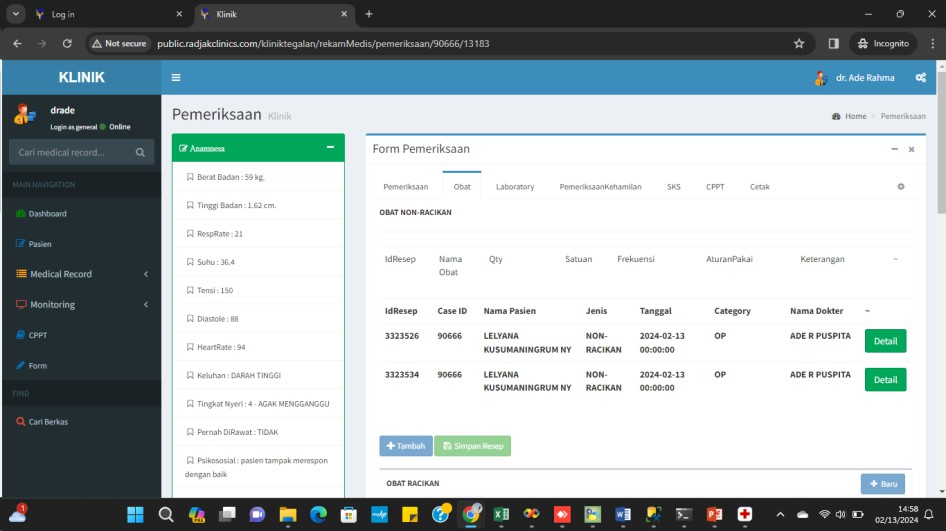 Log in
Klinik
Not secure
public.radjakclinics.com/kliniktegalan/rekamMedis/pemeriksaan/90666/13183
Incognito
KLINIK
dr. Ade Rahma
drade
Login as general Online
Cari medical record...
MAIN NAVIGATION
Dashboard
Pasien
Medical Record
Monitoring
CPPT
Form
FIND
Cari Berkas
Pemeriksaan Klinik
Home > Pemeriksaan
Anamnesa
Berat Badan : 59 kg.
Tinggi Badan : 1.62 cm.
RespRate : 21
Suhu : 36.4
Tensi : 150
Diastole : 88
HeartRate : 94
Keluhan : DARAH TINGGI
Tingkat Nyeri : 4 - AGAK MENGGANGGU
Pernah DiRawat : TIDAK
Psikososial : pasien tampak merespon
dengan baik
Form Pemeriksaan
Pemeriksaan Obat Laboratory PemeriksaanKehamilan SKS CPPT Cetak
OBAT NON-RACIKAN
IdResep Nama Qty Satuan Frekuensi AturanPakai Keterangan ~
Obat
IdResep Case ID Nama Pasien Jenis Tanggal Category Nama Dokter ~
3323526 90666 LELYANA NON- 2024-02-13 OP ADE R PUSPITA Detail
KUSUMANINGRUM NY RACIKAN 00:00:00
3323534 90666 LELYANA NON- 2024-02-13 OP ADE R PUSPITA Detail
KUSUMANINGRUM NY RACIKAN 00:00:00
Tambah Simpan Resep
OBAT RACIKAN
Baru
14:58
02/13/2024